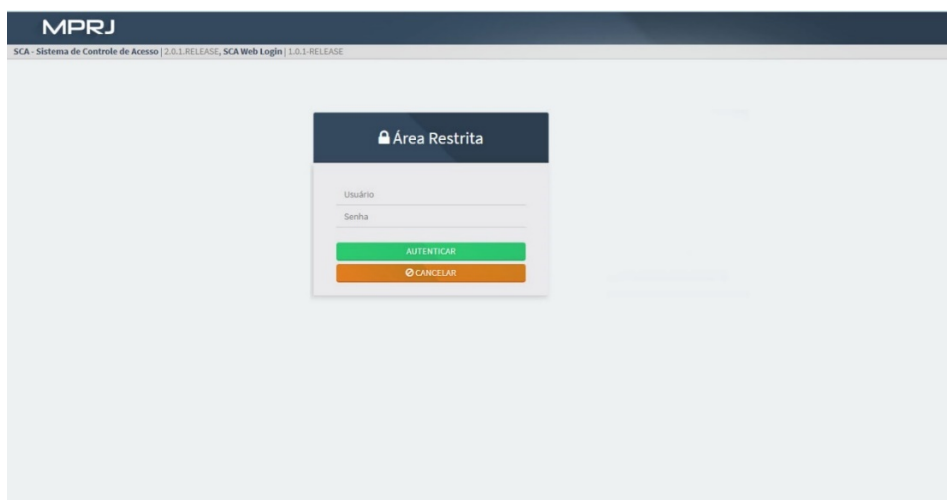 MPRJ
SCA - Sistema de Controle de Acesso | 2.0.1.RELEASE, SCA Web Login | 1.0.1-RELEASE
Área Restrita
Usuário
Senha
AUTENTICAR
CANCELAR